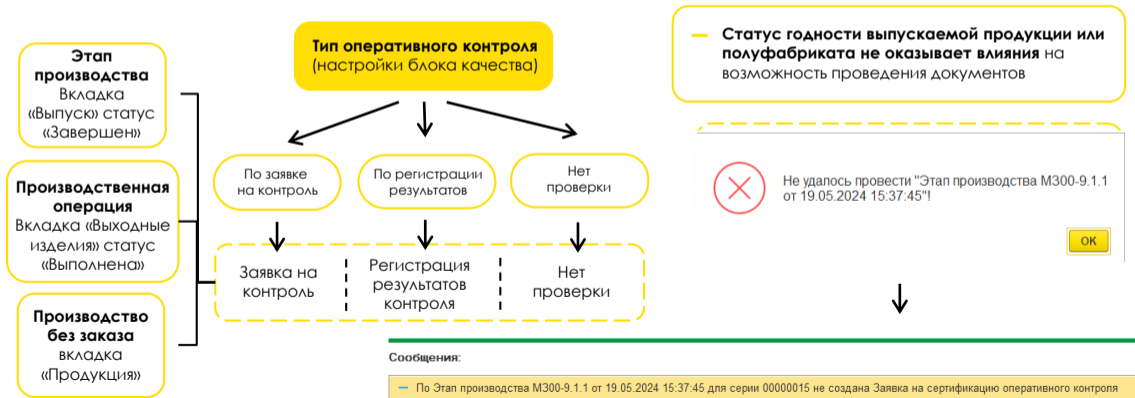 Этап
производства
Вкладка
«Выпуск» статус
«Завершен»
Производственная
операция
Вкладка «Выходные
изделия» статус
«Выполнена»
Производство
без заказа
вкладка
«Продукция»
Тип оперативного контроля
(настройки блока качества)
По заявке
на контроль
По регистрации
результатов
Нет
проверки
Заявка на
контроль
Регистрация
результатов
контроля
Нет
проверки
Статус годности выпускаемой продукции или
полуфабриката не оказывает влияния на
возможность проведения документов
Не удалось провести "Этап производства МЗ00-9.1.1
от 19.05.2024 15:37:45"!
ОК
Сообщения:
— По Этап производства МЗ00-9.1.1 от 19.05.2024 15:37:45 для серии 00000015 не создана Заявка на сертификацию оперативного контроля